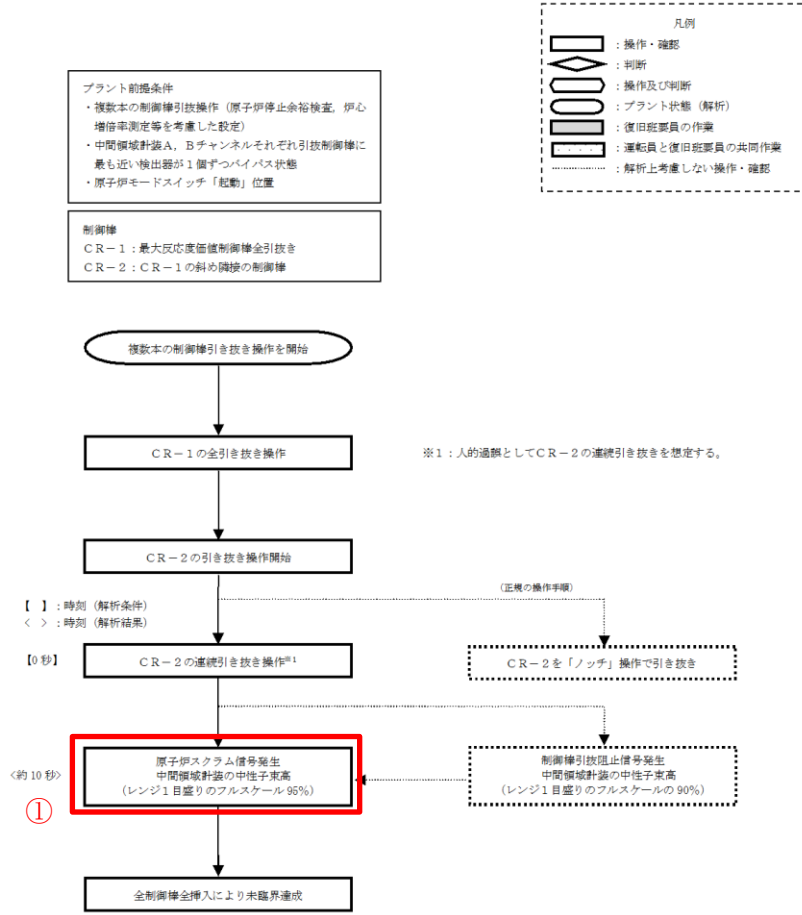 凡例
：操作・確認
：判断
：操作及び判断
：プラント状態（解析）
：復旧班要員の作業
：運転員と復旧班要員の共同作業
：解析上考慮しない操作・確認
プラント前提条件
・複数本の制御棒引抜操作（原子炉停止余裕検査，炉心
増倍率測定等を考慮した設定）
・中間領域計装Ａ，Ｂチャンネルそれぞれ引抜制御棒に
最も近い検出器が１個ずつバイパス状態
・原子炉モードスイッチ「起動」位置
制御棒
ＣＲ－１：最大反応度価値制御棒全引抜き
ＣＲ－２：ＣＲ－１の斜め隣接の制御棒
複数本の制御棒引き抜き操作を開始
ＣＲ－１の全引き抜き操作
※１：人的過誤としてＣＲ－２の連続引き抜きを想定する。
ＣＲ－２の引き抜き操作開始
（正規の操作手順）
【　】：時刻（解析条件）
＜　＞：時刻（解析結果）
【0 秒】
ＣＲ－２の連続引き抜き操作※1
ＣＲ－２を「ノッチ」操作で引き抜き
＜約 10 秒＞
①
原子炉スクラム信号発生
中間領域計装の中性子束高
（レンジ１目盛りのフルスケール 95%）
制御棒引抜阻止信号発生
中間領域計装の中性子束高
（レンジ１目盛りのフルスケールの 90%）
全制御棒全挿入により未臨界達成